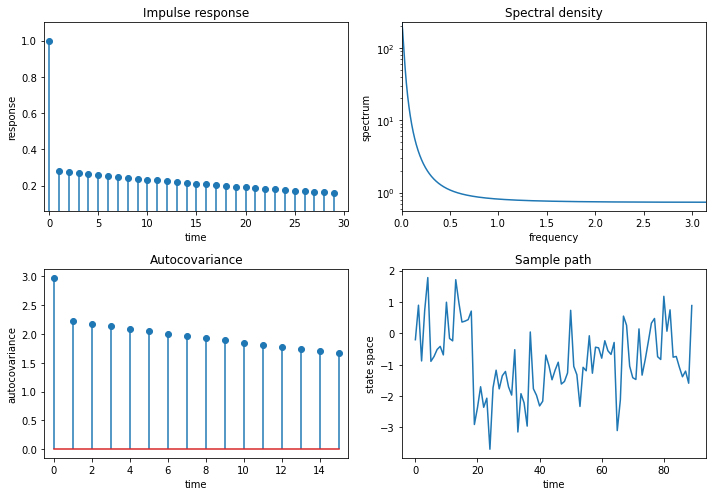 Impulse response
response
1.0
0.8
0.6
0.4
0.2
0 5 10 15 20 25 30
time
Spectral density
spectrum
10²
10¹
10⁰
0.0 0.5 1.0 1.5 2.0 2.5 3.0
frequency
Autocovariance
autocovariance
3.0
2.5
2.0
1.5
1.0
0.5
0.0
0 2 4 6 8 10 12 14
time
Sample path
state space
2
1
0
−1
−2
−3
0 20 40 60 80
time